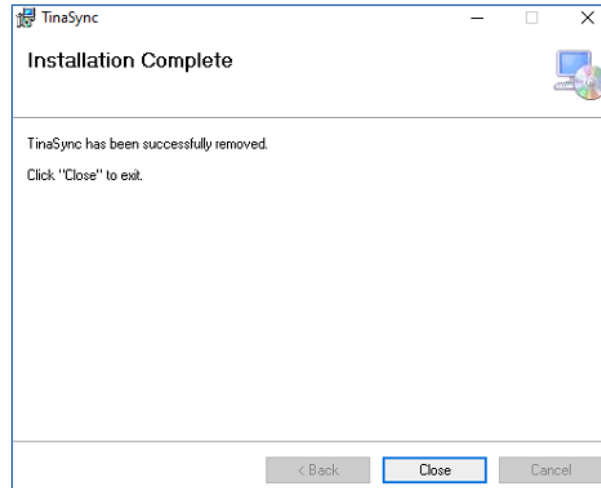 TinaSync
Installation Complete
TinaSync has been successfully removed.
Click "Close" to exit.
< Back
Close
Cancel